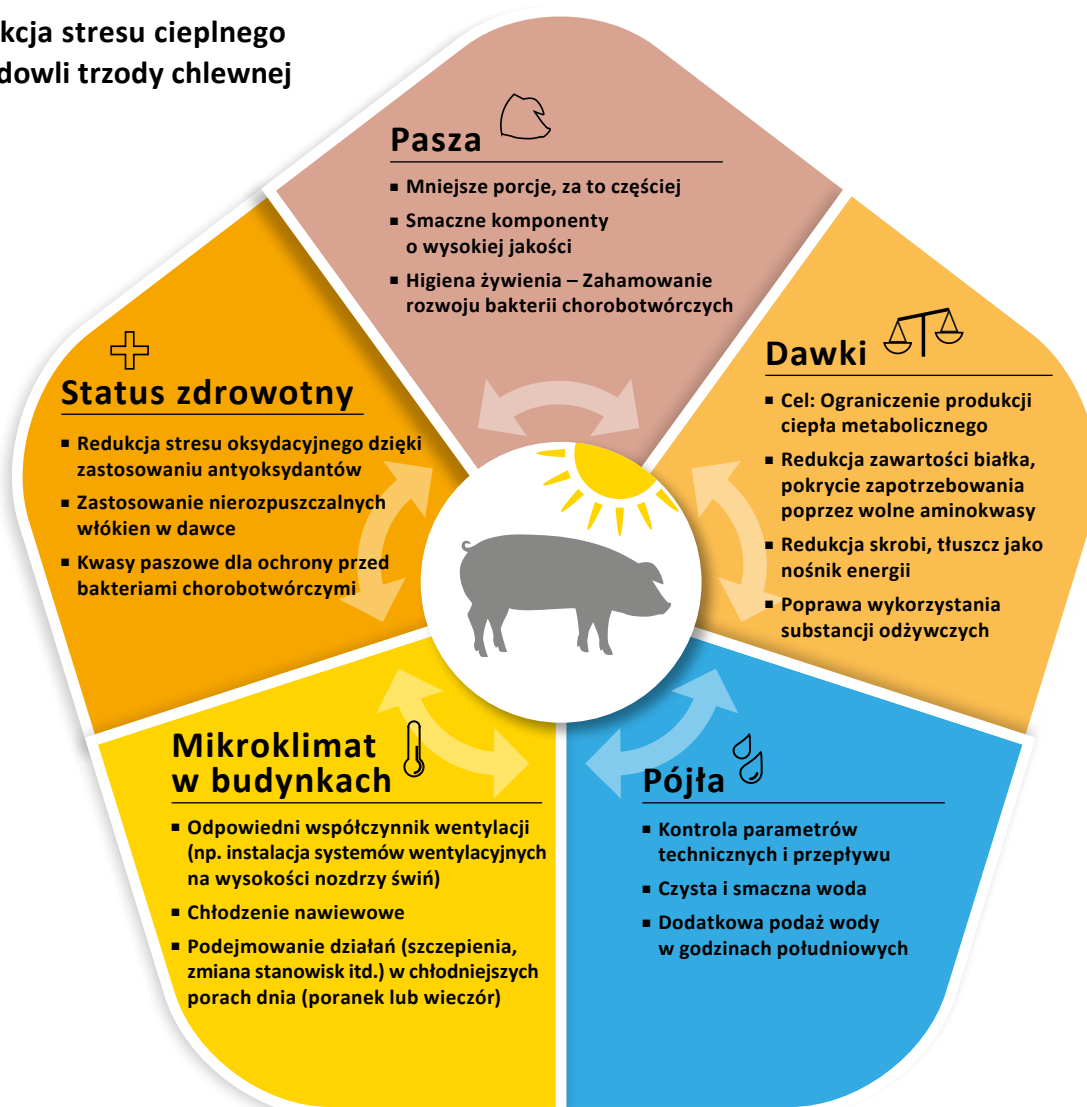 kcja stresu cieplnego
dowli trzody chlewnej
Pasza
▪ Mniejsze porcje, za to częściej
▪ Smaczne komponenty
o wysokiej jakości
▪ Higiena żywienia – Zahamowanie
rozwoju bakterii chorobotwórczych
Dawki
▪ Cel: Ograniczenie produkcji
ciepła metabolicznego
▪ Redukcja zawartości białka,
pokrycie zapotrzebowania
poprzez wolne aminokwasy
▪ Redukcja skrobi, tłuszcz jako
nośnik energii
▪ Poprawa wykorzystania
substancji odżywczych
Status zdrowotny
▪ Redukcja stresu oksydacyjnego dzięki
zastosowaniu antyoksydantów
▪ Zastosowanie nierozpuszczalnych
włókien w dawce
▪ Kwasy paszowe dla ochrony przed
bakteriami chorobotwórczymi
Mikroklimat
w budynkach
▪ Odpowiedni współczynnik wentylacji
(np. instalacja systemów wentylacyjnych
na wysokości nozdrzy świń)
▪ Chłodzenie nawiewowe
▪ Podejmowanie działań (szczepienia,
zmiana stanowisk itd.) w chłodniejszych
porach dnia (poranek lub wieczór)
Pójła
▪ Kontrola parametrów
technicznych i przepływu
▪ Czysta i smaczna woda
▪ Dodatkowa podaż wody
w godzinach południowych